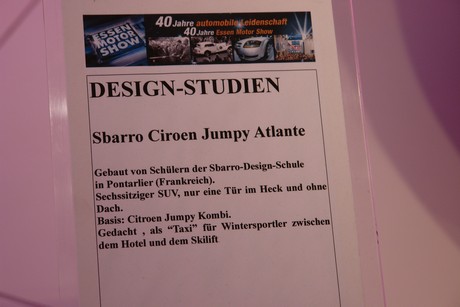 ESSEN
MOTOR
SHOW
40 Jahre automobile Leidenschaft
40 Jahre Essen Motor Show
DESIGN-STUDIEN
Sbarro Ciroen Jumpy Atlante
Gebaut von Schülern der Sbarro-Design-Schule
in Pontarlier (Frankreich).
Sechssitziger SUV, nur eine Tür im Heck und ohne
Dach.
Basis: Citroen Jumpy Kombi.
Gedacht , als “Taxi” für Wintersportler zwischen
dem Hotel und dem Skilift